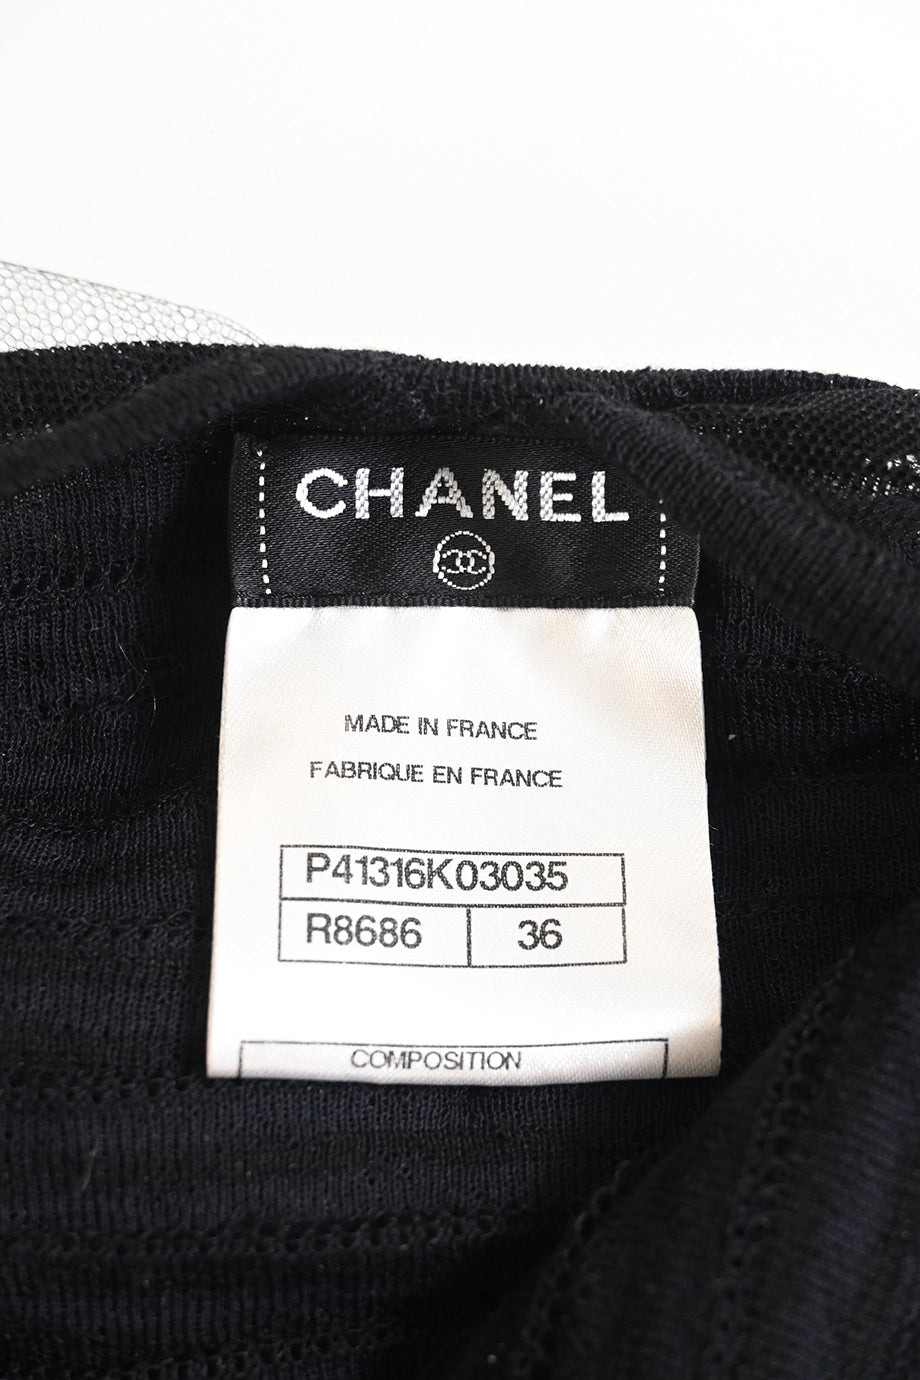 CHANEL
MADE IN FRANCE
FABRIQUE EN FRANCE
P41316K03035
R8686 36
COMPOSITION